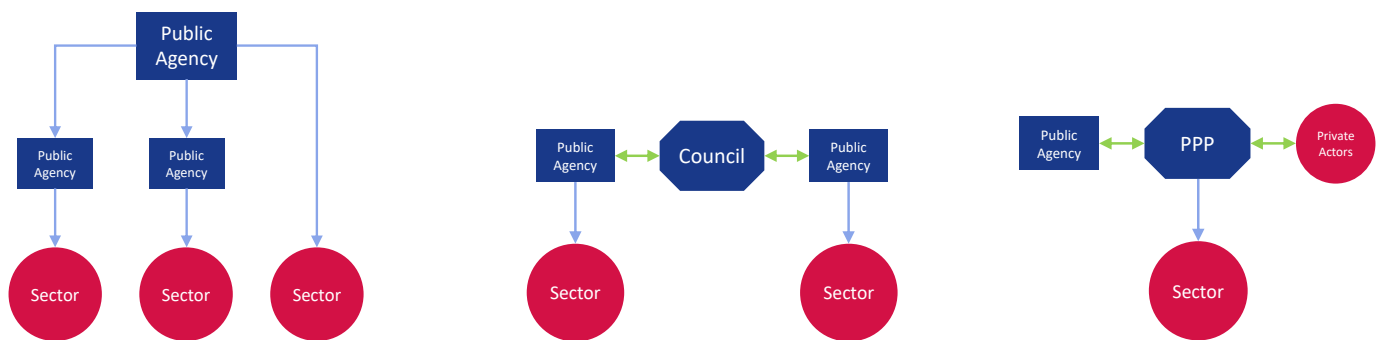 Public
Agency
Public
Agency
Public
Agency
Sector
Sector
Sector
Public
Agency
Council
Public
Agency
Sector
Sector
Public
Agency
PPP
Private
Actors
Sector